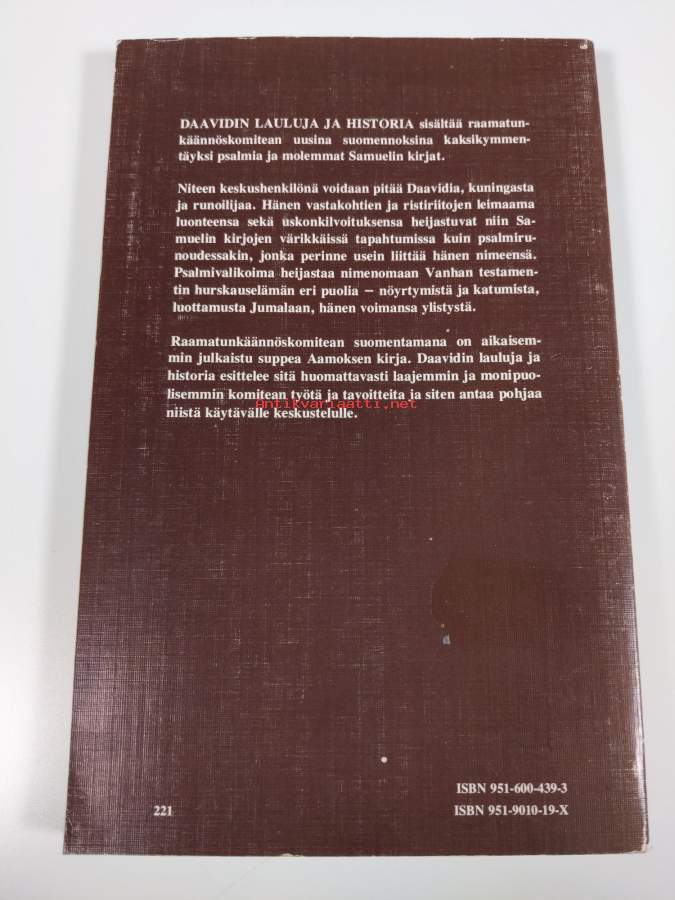 DAAVIDIN LAULUJA JA HISTORIA sisältää raamatun-
käännöskomitean uusina suomennoksina kaksikymmen-
täyksi psalmia ja molemmat Samuelin kirjat.
Niteen keskushenkilönä voidaan pitää Daavidia, kuningasta
ja runoilijaa. Hänen vastakohtien ja ristiriitojen leimaama
luonteensa sekä uskonkilvoituksensa heijastuvat niin Sa-
muelin kirjojen värikkäissä tapahtumissa kuin psalmiru-
noudessakin, jonka perinne usein liittää hänen nimeensä.
Psalmivalikoima heijastaa nimenomaan Vanhan testamen-
tin hurskauselämän eri puolia — nöyrtymistä ja katumista,
luottamusta Jumalaan, hänen voimansa ylistystä.
Raamatunkäännöskomitean suomentamana on aikaisem-
min julkaistu suppea Aamoksen kirja. Daavidin lauluja ja
historia esittelee sitä huomattavasti laajemmin ja monipuo-
lisemmin komitean työtä ja tavoitteita ja siten antaa pohjaa
Antikvariaatti.net
niistä käytävälle keskustelulle.
ISBN 951-600-439-3
221 ISBN 951-9010-19-X